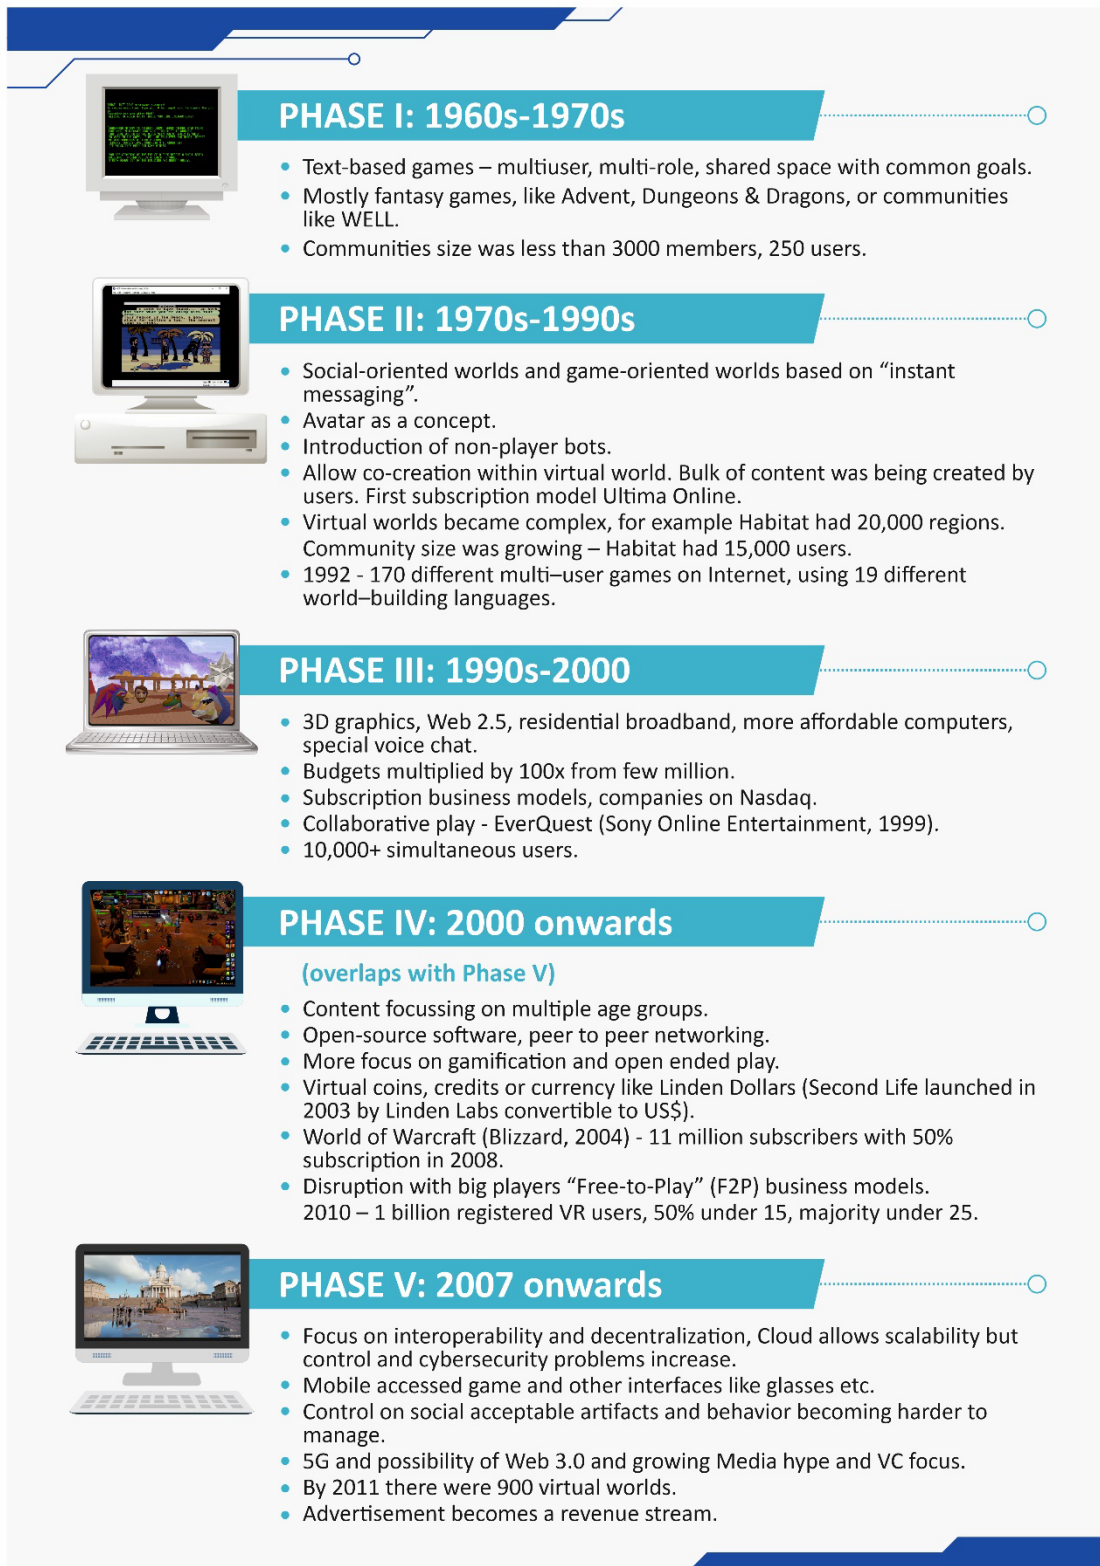 PHASE I: 1960s-1970s
Text-based games – multiuser, multi-role, shared space with common goals.
Mostly fantasy games, like Advent, Dungeons & Dragons, or communities
like WELL.
Communities size was less than 3000 members, 250 users.
PHASE II: 1970s-1990s
Social-oriented worlds and game-oriented worlds based on “instant
messaging”.
Avatar as a concept.
Introduction of non-player bots.
Allow co-creation within virtual world. Bulk of content was being created by
users. First subscription model Ultima Online.
Virtual worlds became complex, for example Habitat had 20,000 regions.
Community size was growing – Habitat had 15,000 users.
1992 - 170 different multi–user games on Internet, using 19 different
world–building languages.
PHASE III: 1990s-2000
3D graphics, Web 2.5, residential broadband, more affordable computers,
special voice chat.
Budgets multiplied by 100x from few million.
Subscription business models, companies on Nasdaq.
Collaborative play - EverQuest (Sony Online Entertainment, 1999).
10,000+ simultaneous users.
PHASE IV: 2000 onwards
(overlaps with Phase V)
Content focussing on multiple age groups.
Open-source software, peer to peer networking.
More focus on gamification and open ended play.
Virtual coins, credits or currency like Linden Dollars (Second Life launched in
2003 by Linden Labs convertible to US$).
World of Warcraft (Blizzard, 2004) - 11 million subscribers with 50%
subscription in 2008.
Disruption with big players “Free-to-Play” (F2P) business models.
2010 – 1 billion registered VR users, 50% under 15, majority under 25.
PHASE V: 2007 onwards
Focus on interoperability and decentralization, Cloud allows scalability but
control and cybersecurity problems increase.
Mobile accessed game and other interfaces like glasses etc.
Control on social acceptable artifacts and behavior becoming harder to
manage.
5G and possibility of Web 3.0 and growing Media hype and VC focus.
By 2011 there were 900 virtual worlds.
Advertisement becomes a revenue stream.